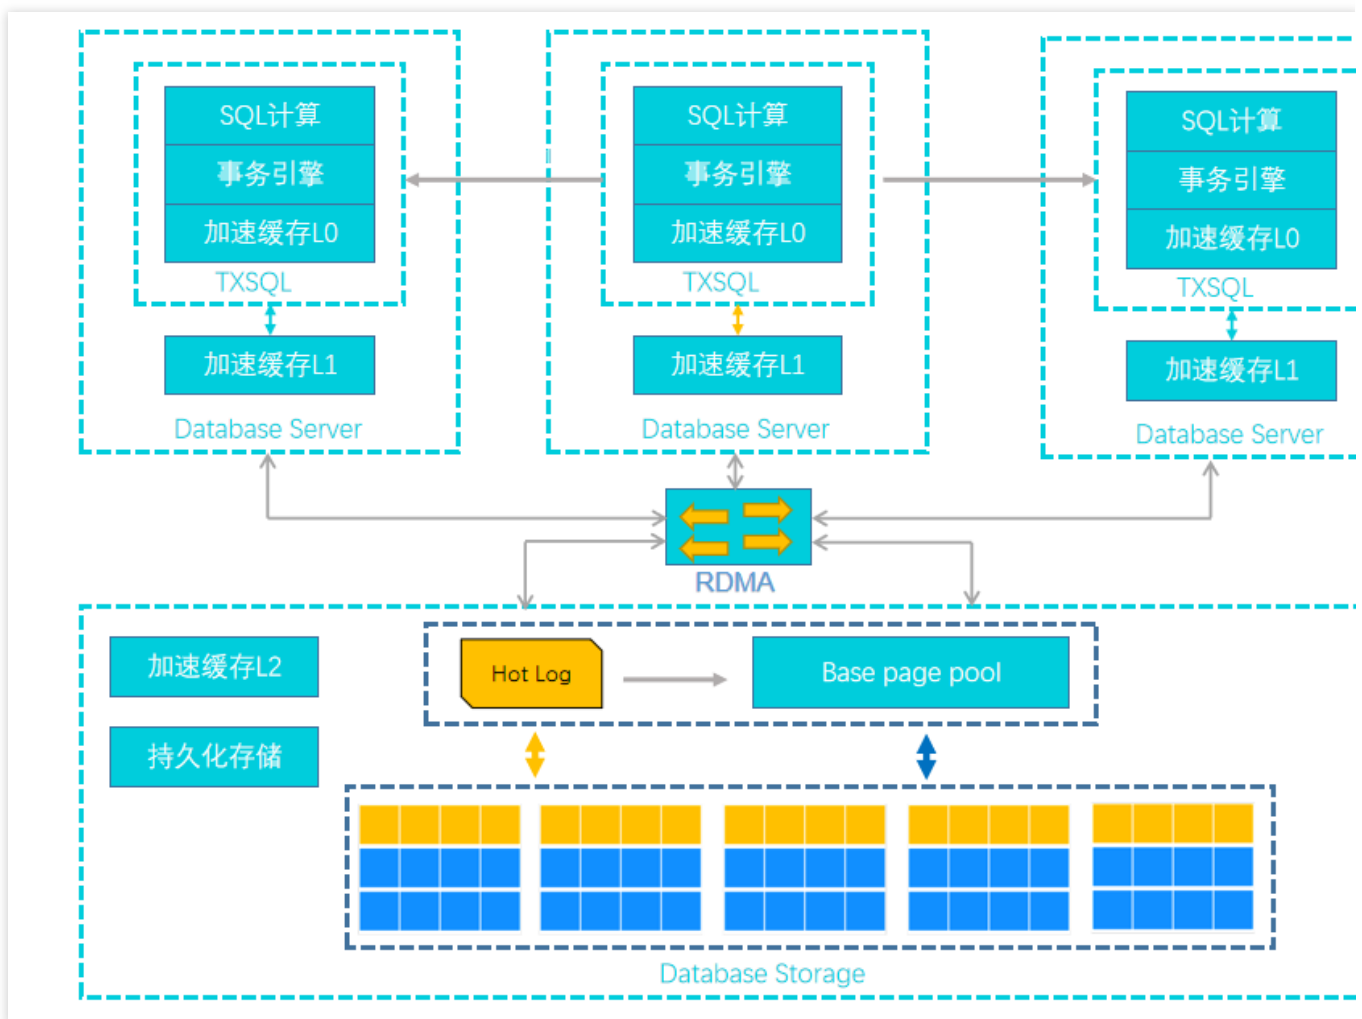 SQL计算
事务引擎
加速缓存L0
TXSQL
加速缓存L1
Database Server
SQL计算
事务引擎
加速缓存L0
TXSQL
加速缓存L1
Database Server
SQL计算
事务引擎
加速缓存L0
TXSQL
加速缓存L1
Database Server
RDMA
加速缓存L2
持久化存储
Hot Log
Base page pool
Database Storage